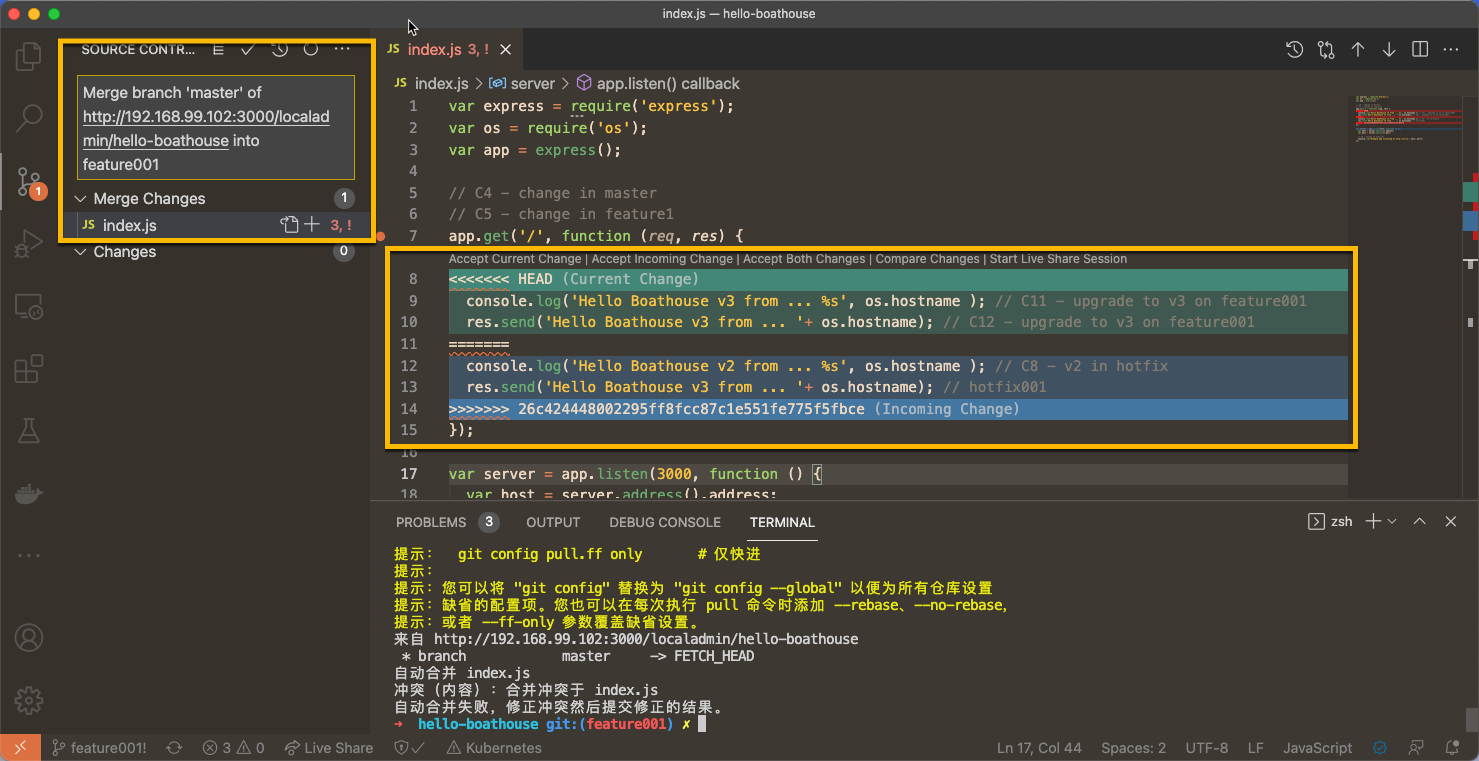 index.js — hello-boathouse
SOURCE CONTR...
JS index.js 3, !
Merge branch 'master' of
http://192.168.99.102:3000/localad
min/hello-boathouse into
feature001
Merge Changes 1
JS index.js 3, !
Changes 0
1
JS index.js > server > app.listen() callback
1 var express = require('express');
2 var os = require('os');
3 var app = express();
4
5 // C4 - change in master
6 // C5 - change in feature1
7 app.get('/', function (req, res) {
Accept Current Change | Accept Incoming Change | Accept Both Changes | Compare Changes | Start Live Share Session
8 <<<<<<< HEAD (Current Change)
9 console.log('Hello Boathouse v3 from ... %s', os.hostname ); // C11 - upgrade to v3 on feature001
10 res.send('Hello Boathouse v3 from ... '+ os.hostname); // C12 - upgrade to v3 on feature001
11 =======
12 console.log('Hello Boathouse v2 from ... %s', os.hostname ); // C8 - v2 in hotfix
13 res.send('Hello Boathouse v3 from ... '+ os.hostname); // hotfix001
14 >>>>>>> 26c424448002295ff8fcc87c1e551fe775f5fbce (Incoming Change)
15 });
16
17 var server = app.listen(3000, function () {
18 var host = server.address().address;
PROBLEMS 3 OUTPUT DEBUG CONSOLE TERMINAL zsh
提示： git config pull.ff only # 仅快进
提示：
提示：您可以将 "git config" 替换为 "git config --global" 以便为所有仓库设置
提示：缺省的配置项。您也可以在每次执行 pull 命令时添加 --rebase、--no-rebase，
提示：或者 --ff-only 参数覆盖缺省设置。
来自 http://192.168.99.102:3000/localadmin/hello-boathouse
* branch master -> FETCH_HEAD
自动合并 index.js
冲突（内容）：合并冲突于 index.js
自动合并失败，修正冲突然后提交修正的结果。
→ hello-boathouse git:(feature001) ✗
feature001! 3 0 Live Share Kubernetes Ln 17, Col 44 Spaces: 2 UTF-8 LF JavaScript